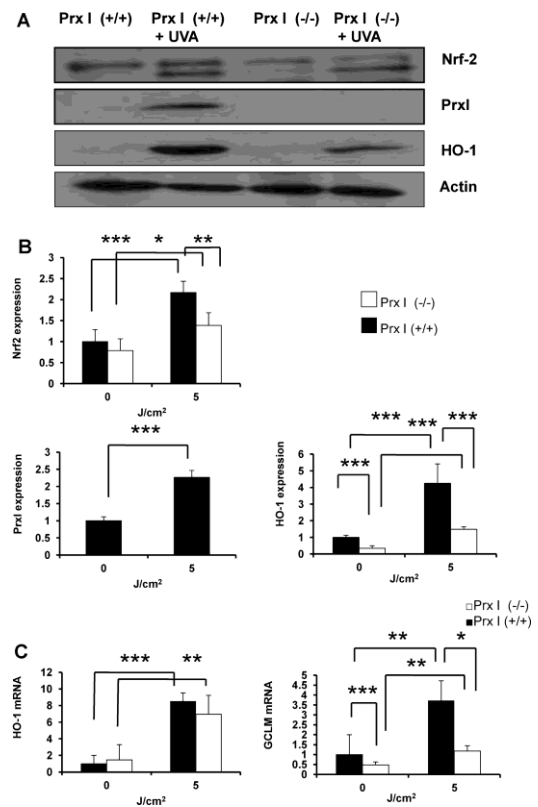 A
Prx I (+/+) Prx I (+/+) Prx I (-/-) Prx I (-/-)
+ UVA + UVA
Nrf-2
PrxI
HO-1
Actin
B
*** * **
Nrf2 expression
3
2.5
2
1.5
1
0.5
0
0 5
J/cm2
Prx I (-/-)
Prx I (+/+)
***
PrxI expression
3
2.5
2
1.5
1
0.5
0
0 5
J/cm2
*** *** ***
***
HO-1 expression
6
5
4
3
2
1
0
0 5
J/cm2
Prx I (-/-)
Prx I (+/+)
C
*** **
HO-1 mRNA
12
10
8
6
4
2
0
0 5
J/cm2
** *
**
***
GCLM mRNA
5
4.5
4
3.5
3
2.5
2
1.5
1
0.5
0
0 5
J/cm2